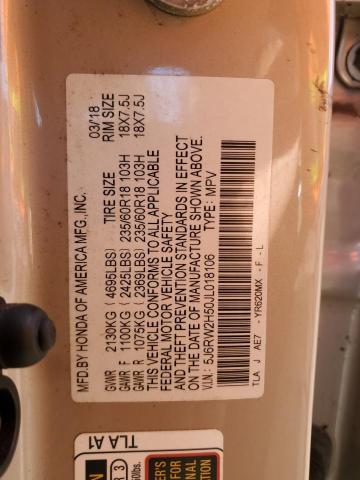 MFD.BY HONDA OF AMERICA MFG.,INC. 03/18
TIRE SIZE RIM SIZE
GVWR 2130KG (4695LBS)
GAWR F 1100KG (2425LBS) 235/60R18 103H 18X7.5J
GAWR R 1075KG (2369LBS) 235/60R18 103H 18X7.5J
THIS VEHICLE CONFORMS TO ALL APPLICABLE
FEDERAL MOTOR VEHICLE SAFETY
AND THEFT PREVENTION STANDARDS IN EFFECT
ON THE DATE OF MANUFACTURE SHOWN ABOVE.
V.I.N.: 5J6RW2H50JL018106 TYPE: MPV
TLA J AE7 - YR620MX - F - L
TLA A1